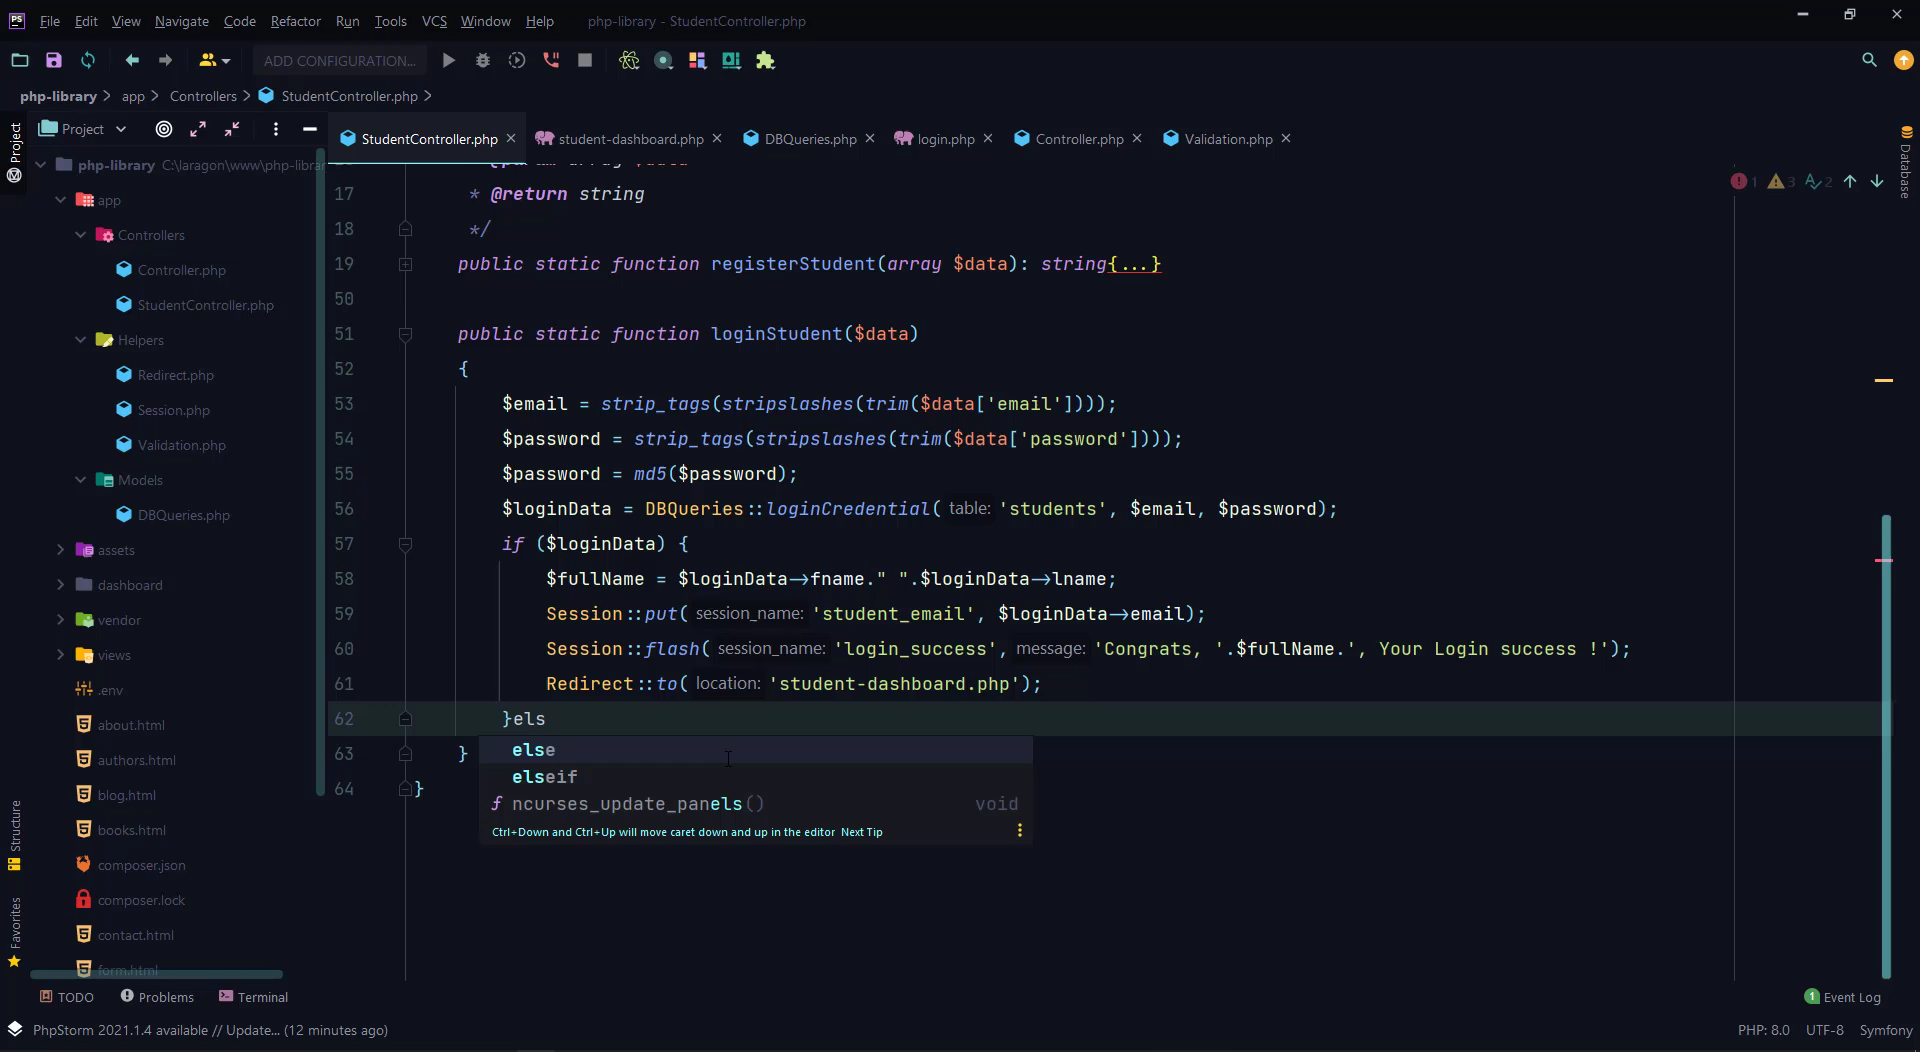 PS File Edit View Navigate Code Refactor Run Tools VCS Window Help php-library - StudentController.php
ADD CONFIGURATION...
php-library > app > Controllers > StudentController.php >
Project
StudentController.php student-dashboard.php DBQueries.php login.php Controller.php Validation.php
Project
Database
php-library C:\laragon\www\php-librar
app
Controllers
Controller.php
StudentController.php
Helpers
Redirect.php
Session.php
Validation.php
Models
DBQueries.php
assets
dashboard
vendor
views
.env
about.html
authors.html
blog.html
books.html
composer.json
composer.lock
contact.html
form.html
Structure
Favorites
1 3 2
17 * @return string
18 */
19 public static function registerStudent(array $data): string{...}
50
51 public static function loginStudent($data)
52 {
53 $email = strip_tags(stripslashes(trim($data['email'])));
54 $password = strip_tags(stripslashes(trim($data['password'])));
55 $password = md5($password);
56 $loginData = DBQueries::loginCredential( table: 'students', $email, $password);
57 if ($loginData) {
58 $fullName = $loginData->fname." ".$loginData->lname;
59 Session::put( session_name: 'student_email', $loginData->email);
60 Session::flash( session_name: 'login_success', message: 'Congrats, '.$fullName.', Your Login success !');
61 Redirect::to( location: 'student-dashboard.php');
62 }els
63 }
64 }
else
elseif
f ncurses_update_panels() void
Ctrl+Down and Ctrl+Up will move caret down and up in the editor Next Tip
TODO Problems Terminal 1 Event Log
PhpStorm 2021.1.4 available // Update... (12 minutes ago) PHP: 8.0 UTF-8 Symfony